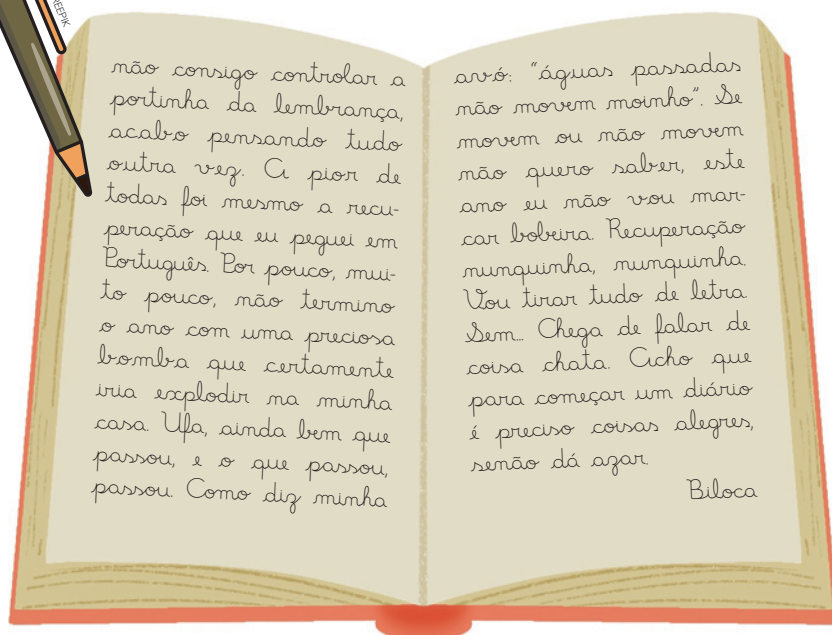 não consigo controlar a
portinha da lembrança,
acabo pensando tudo
outra vez. A pior de
todas foi mesmo a recu-
peração que eu peguei em
Português. Por pouco, mui-
to pouco, não termino
o ano com uma preciosa
bomba que certamente
iria explodir na minha
casa. Ufa, ainda bem que
passou, e o que passou,
passou. Como diz minha
avó: "águas passadas
não movem moinho". Se
movem ou não movem
não quero saber, este
ano eu não vou mar-
car bobeira. Recuperação
nunquinha, nunquinha.
Vou tirar tudo de letra.
Sem... Chega de falar de
coisa chata. Acho que
para começar um diário
é preciso coisas alegres,
senão dá azar.
Biloca